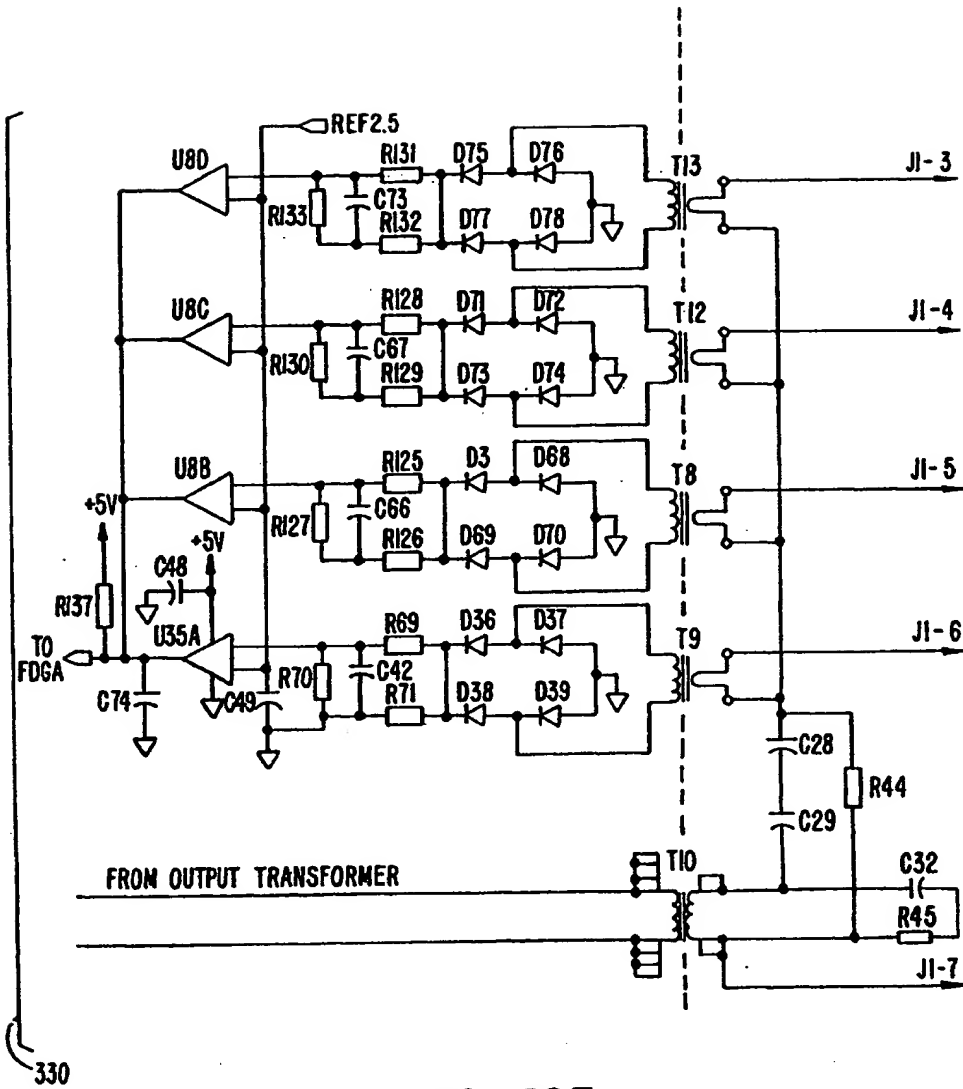 REF2.5
U8D
R131
D75
D76
T13
J1-3
R133
C73
R132
D77
D78
U8C
R128
D71
D72
T12
J1-4
R130
C67
R129
D73
D74
U8B
R125
D3
D68
T8
J1-5
+5V
R127
C66
R126
D69
D70
+5V
C48
R137
U35A
R69
D36
D37
T9
J1-6
TO
FDGA
C74
C49
R70
C42
R71
D38
D39
C28
R44
C29
T10
C32
FROM OUTPUT TRANSFORMER
R45
J1-7
330